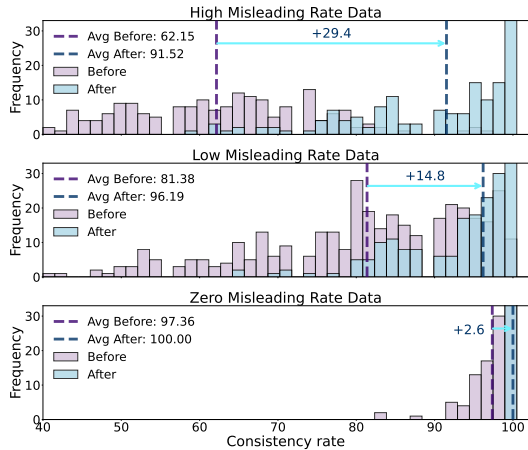 High Misleading Rate Data
Frequency
30
20
10
0
Avg Before: 62.15
Avg After: 91.52
Before
After
+29.4
Low Misleading Rate Data
Frequency
30
20
10
0
Avg Before: 81.38
Avg After: 96.19
Before
After
+14.8
Zero Misleading Rate Data
Frequency
30
20
10
0
Avg Before: 97.36
Avg After: 100.00
Before
After
+2.6
40 50 60 70 80 90 100
Consistency rate